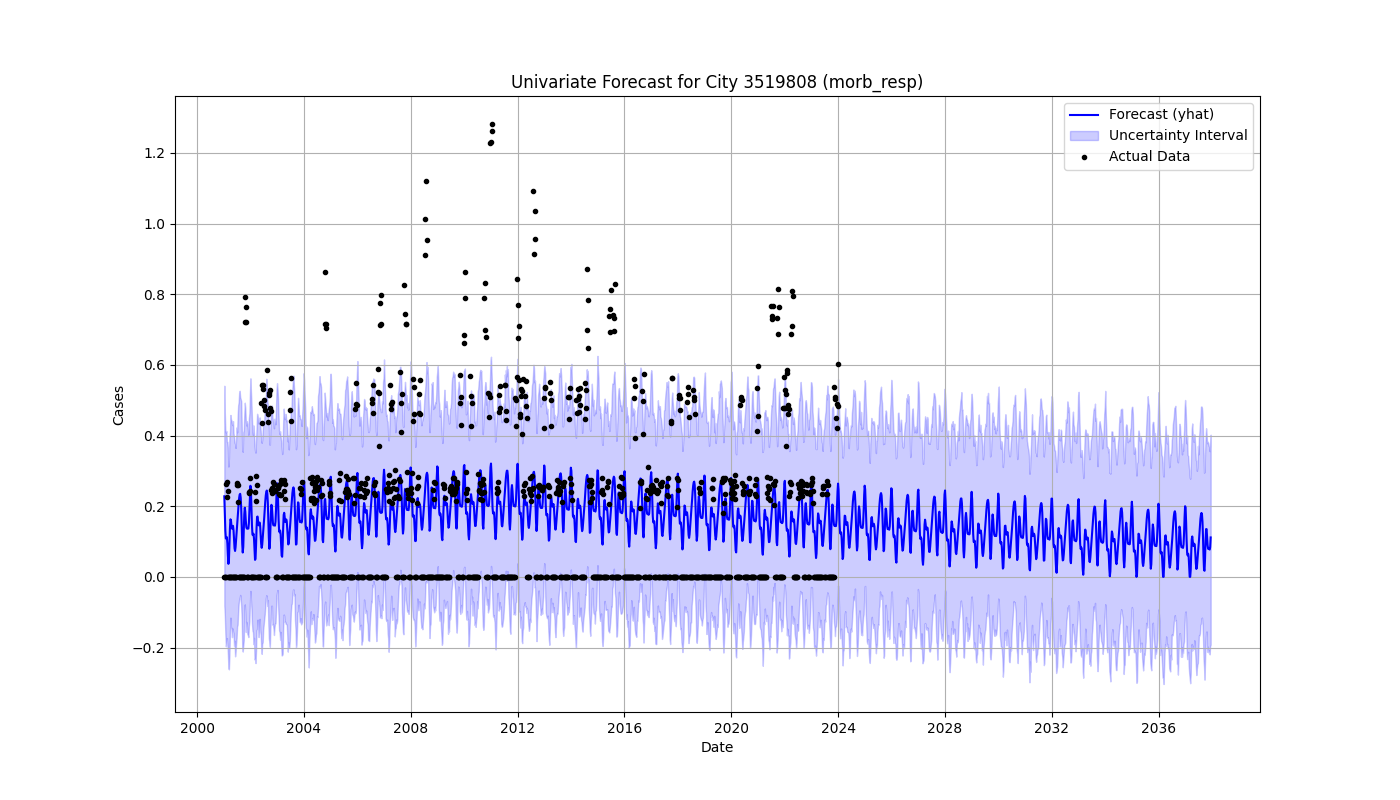 Univariate Forecast for City 3519808 (morb_resp)
Forecast (yhat)
Uncertainty Interval
Actual Data
Cases
1.2
1.0
0.8
0.6
0.4
0.2
0.0
−0.2
2000 2004 2008 2012 2016 2020 2024 2028 2032 2036
Date